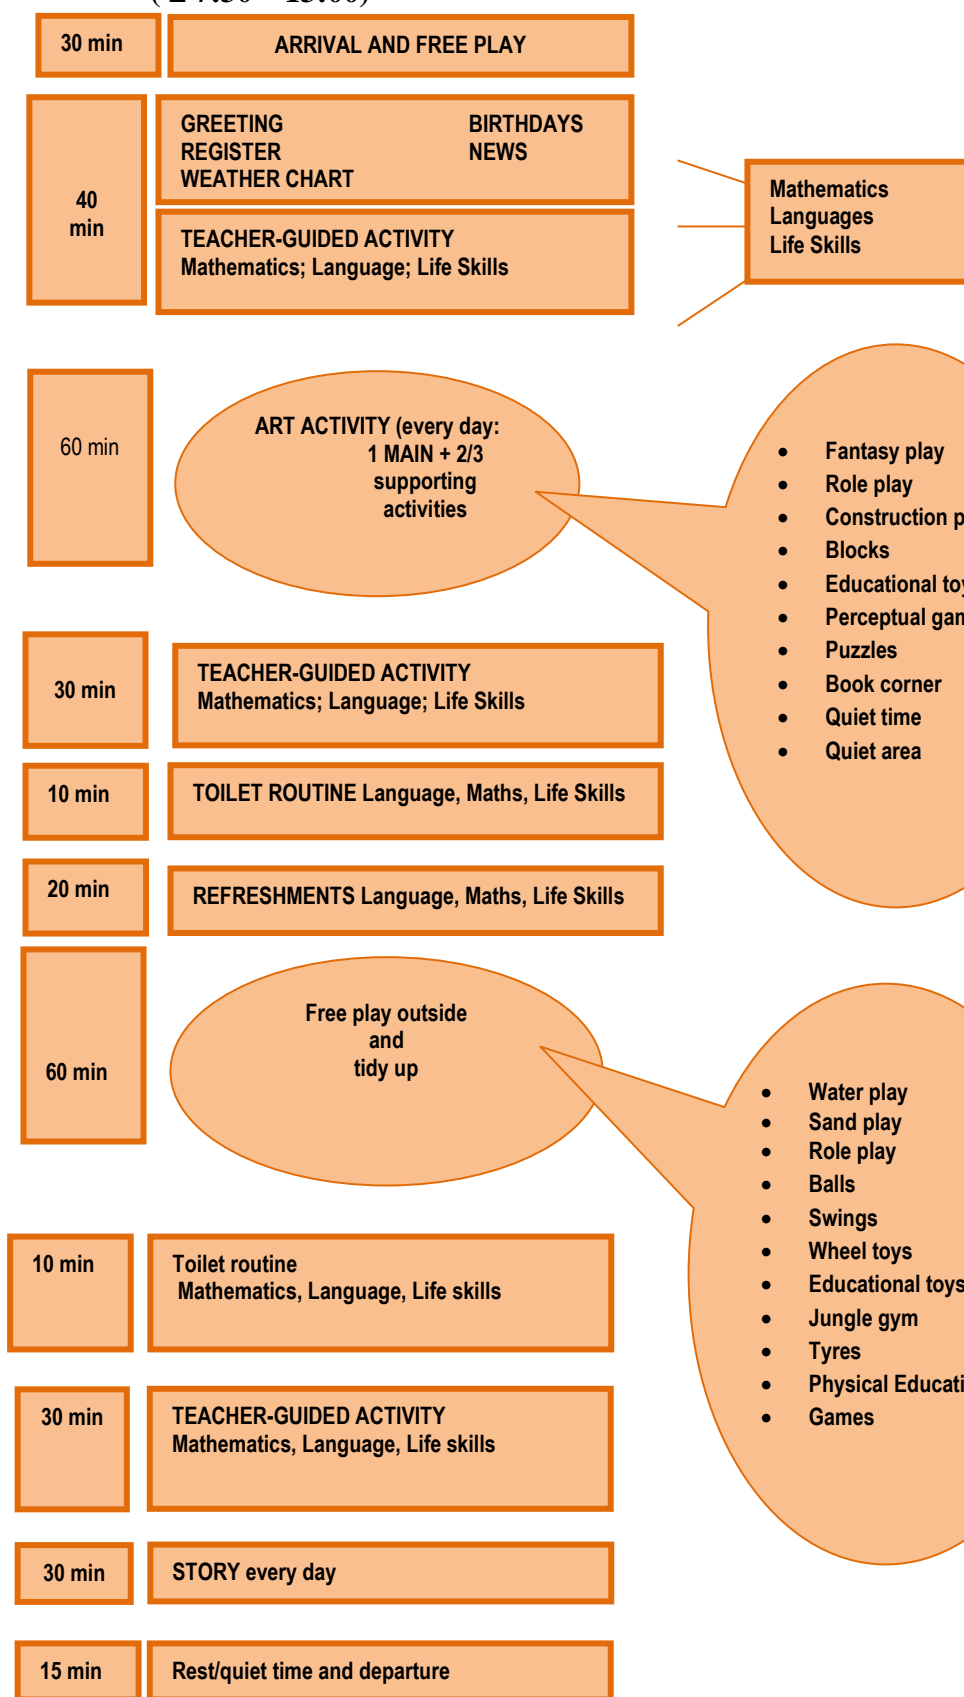 30 min
ARRIVAL AND FREE PLAY
40
min
GREETING BIRTHDAYS
REGISTER NEWS
WEATHER CHART
TEACHER-GUIDED ACTIVITY
Mathematics; Language; Life Skills
Mathematics
Languages
Life Skills
60 min
ART ACTIVITY (every day:
1 MAIN + 2/3
supporting
activities
• Fantasy play
• Role play
• Construction
• Blocks
• Educational
• Perceptual
• Puzzles
• Book corner
• Quiet time
• Quiet area
30 min
TEACHER-GUIDED ACTIVITY
Mathematics; Language; Life Skills
10 min
TOILET ROUTINE Language, Maths, Life Skills
20 min
REFRESHMENTS Language, Maths, Life Skills
60 min
Free play outside
and
tidy up
• Water play
• Sand play
• Role play
• Balls
• Swings
• Wheel toys
• Educational toys
• Jungle gym
• Tyres
• Physical
• Games
10 min
Toilet routine
Mathematics, Language, Life skills
30 min
TEACHER-GUIDED ACTIVITY
Mathematics, Language, Life skills
30 min
STORY every day
15 min
Rest/quiet time and departure